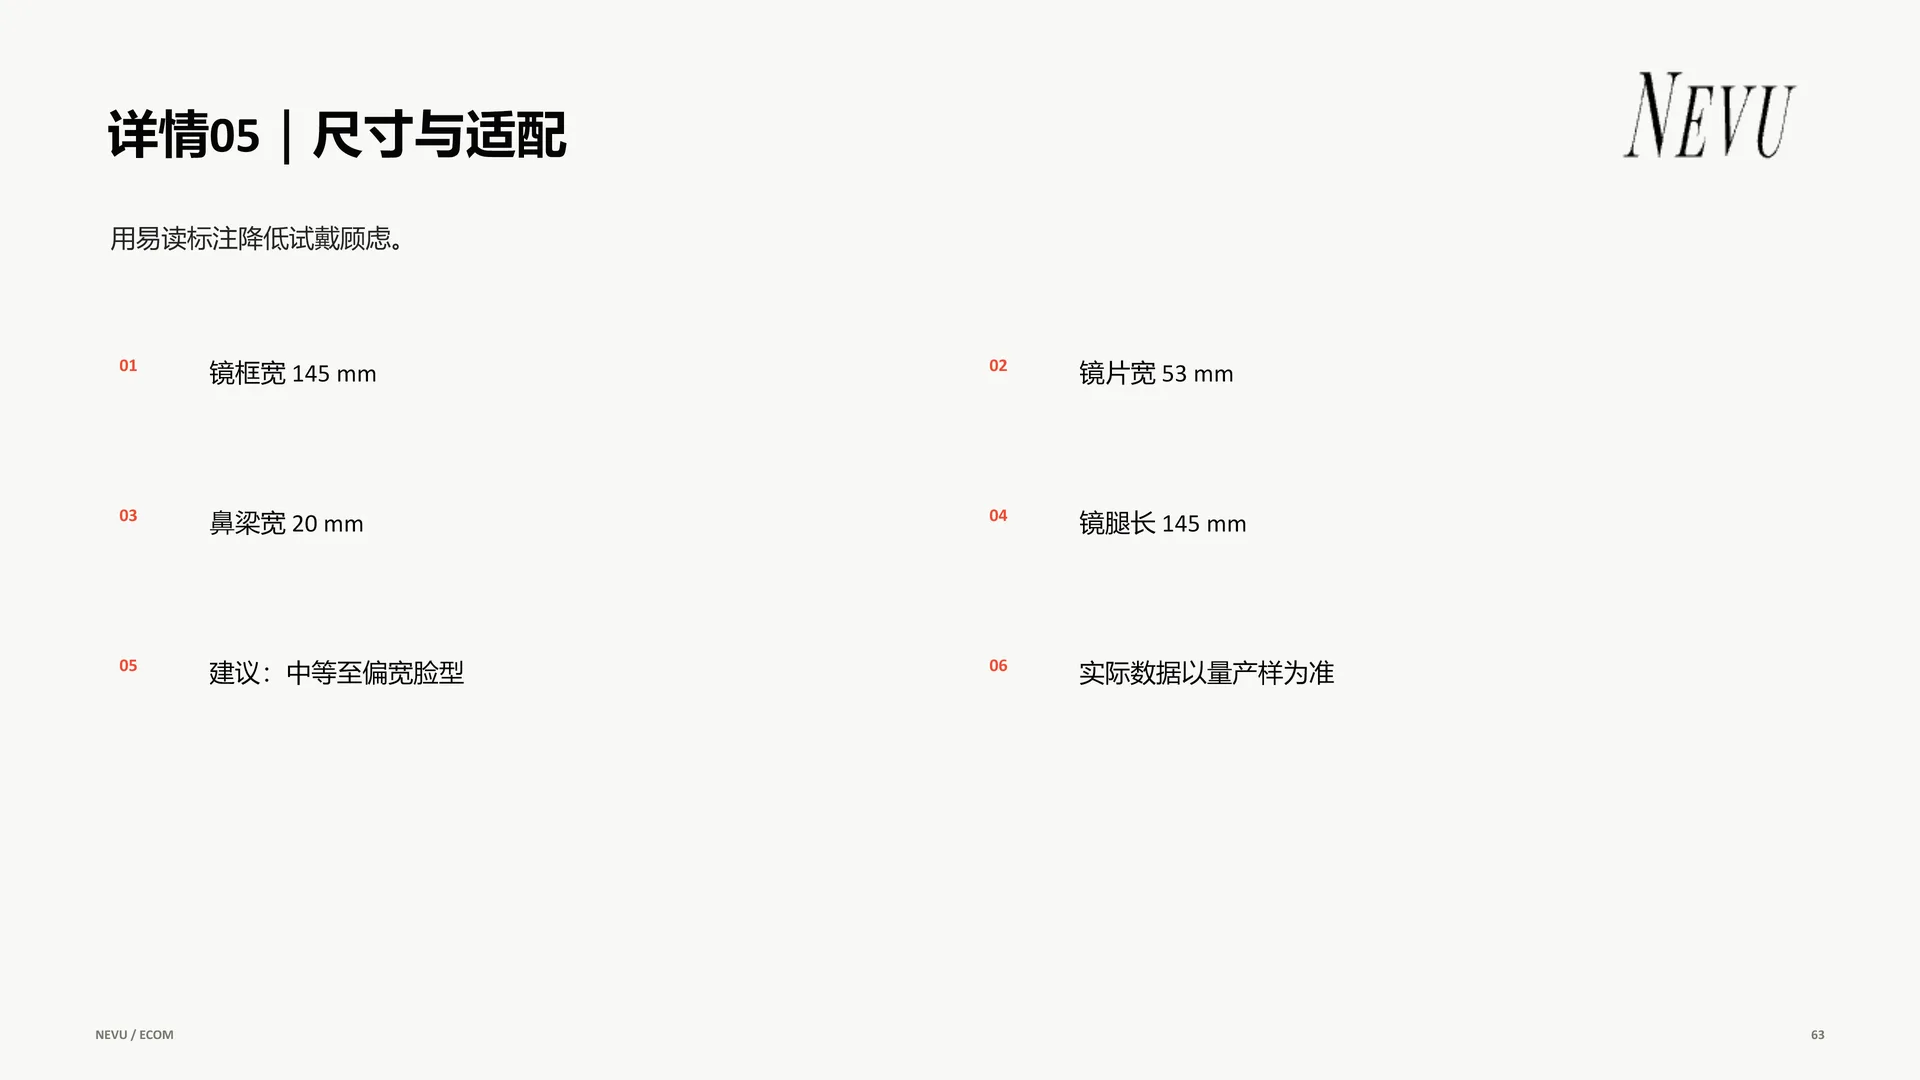 详情05｜尺寸与适配
NEVU
用易读标注降低试戴顾虑。
01 镜框宽 145 mm
02 镜片宽 53 mm
03 鼻梁宽 20 mm
04 镜腿长 145 mm
05 建议：中等至偏宽脸型
06 实际数据以量产样为准
NEVU / ECOM
63